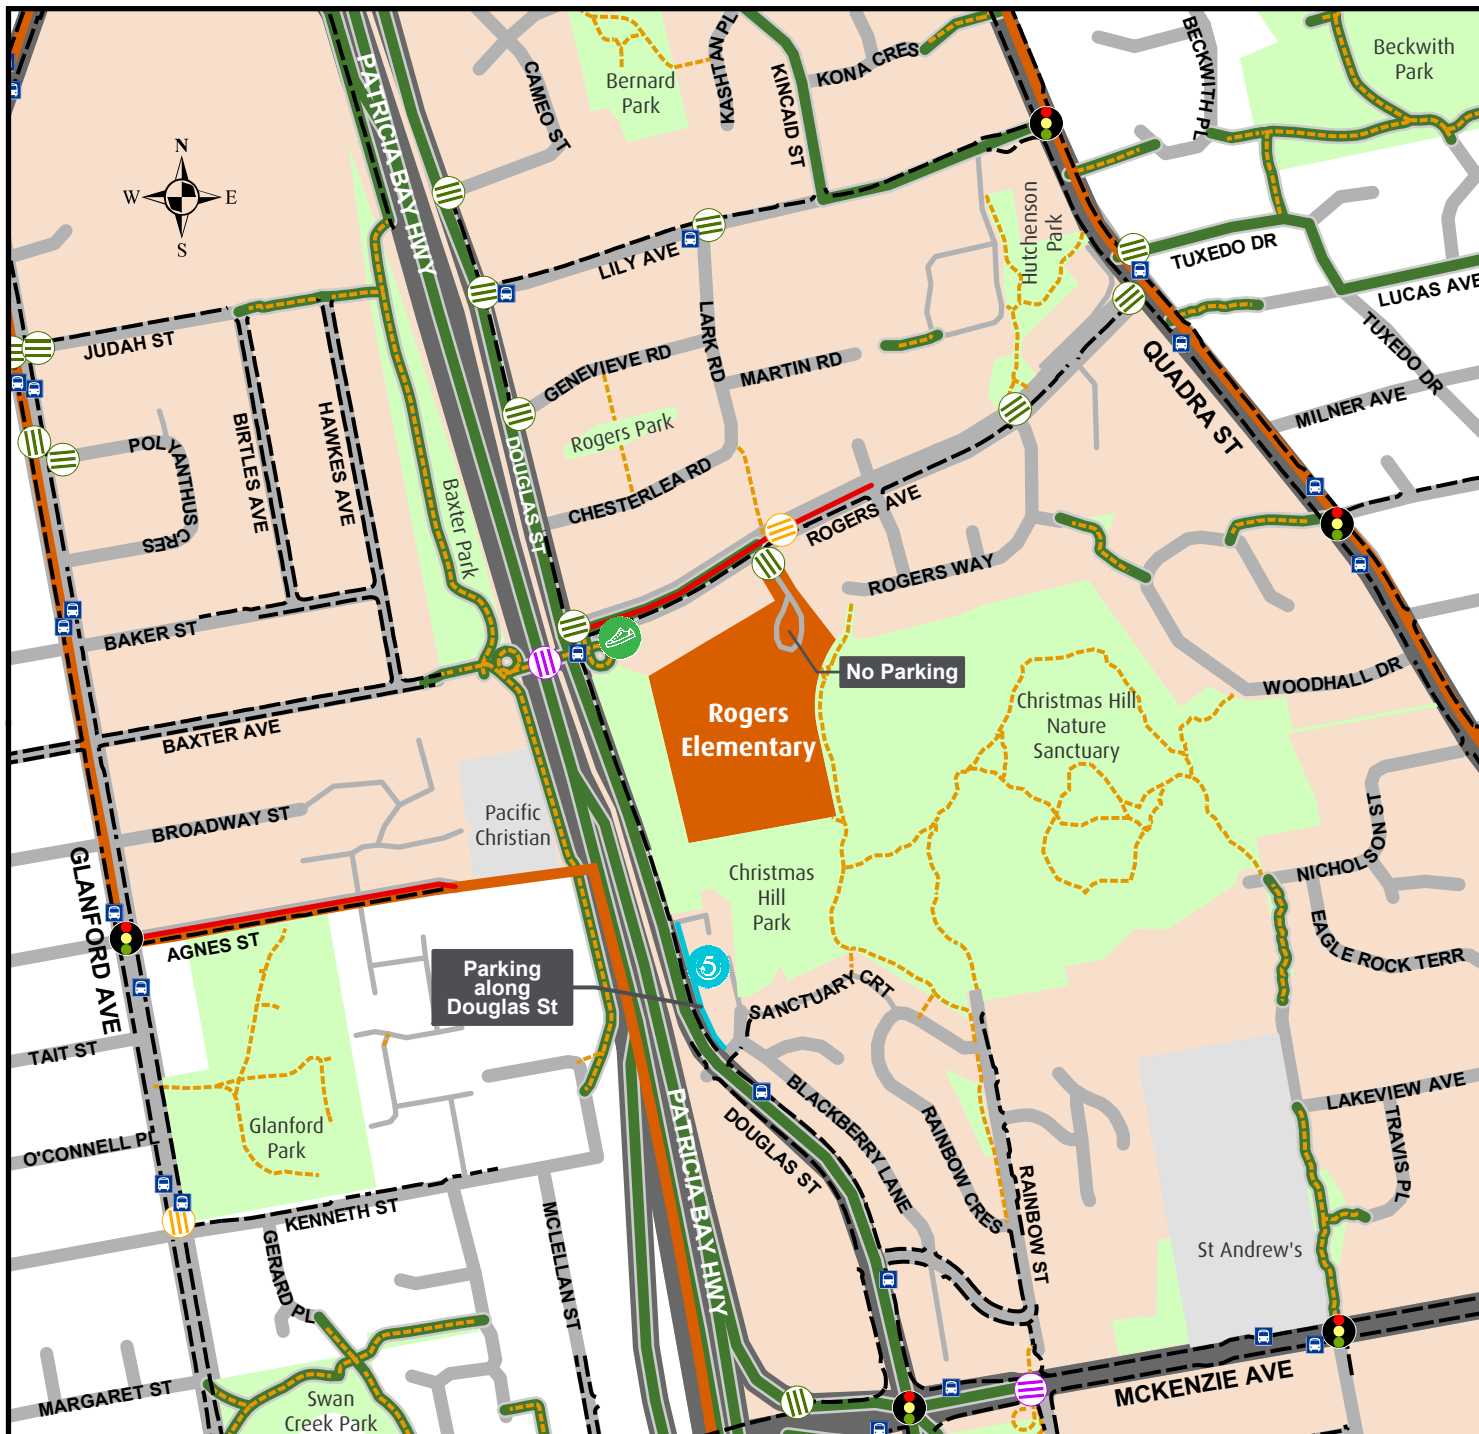 PATRICIA BAY HWY
CAMEO ST
Bernard
Park
KASHTAN PL
KINCAID ST
KONA CRES
BECKWITH PL
Beckwith
Park
N
W
E
S
LILY AVE
Hutchenson
Park
TUXEDO DR
LUCAS AVE
JUDAH ST
GENEVIEVE RD
LARK RD
MARTIN RD
QUADRA ST
TUXEDO DR
MILNER AVE
POLYANTHUS CRES
BIRTLES AVE
HAWKES AVE
Rogers Park
DOUGLAS ST
Baxter Park
CHESTERLEA RD
ROGERS AVE
ROGERS WAY
BAKER ST
No Parking
WOODHALL DR
BAXTER AVE
Rogers
Elementary
Christmas Hill
Nature
Sanctuary
BROADWAY ST
Pacific
Christian
NICHOLSON ST
GLANFORD AVE
Christmas
Hill
Park
AGNES ST
EAGLE ROCK TERR
Parking
along
Douglas St
5
SANCTUARY CRT
TAIT ST
BLACKBERRY LANE
LAKEVIEW AVE
PATRICIA BAY HWY
DOUGLAS ST
RAINBOW CRES
TRAVIS PL
O'CONNELL PL
Glanford
Park
RAINBOW ST
KENNETH ST
GERARD PL
MCLELLAN ST
St Andrew's
MARGARET ST
Swan
Creek Park
MCKENZIE AVE